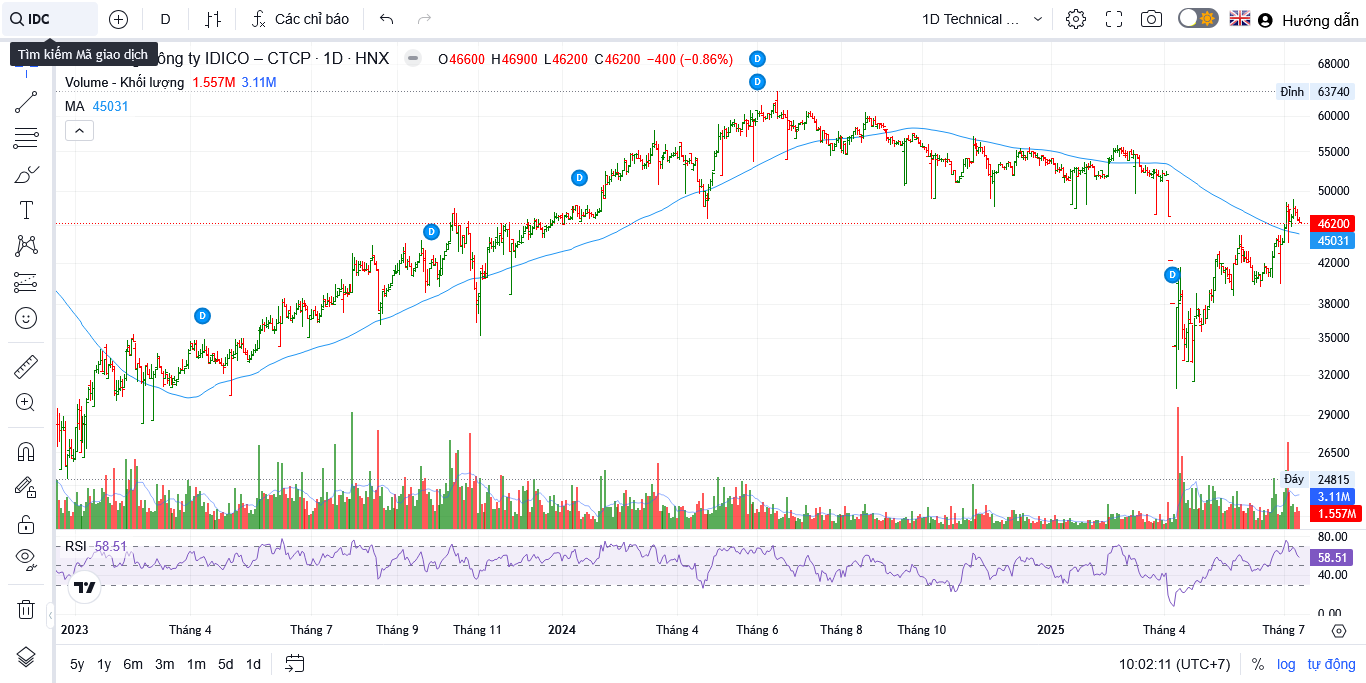 IDC
D
Các chỉ báo
1D Technical ...
Hướng dẫn
Tìm kiếm Mã giao dịch
công ty IDICO – CTCP · 1D · HNX
O46600 H46900 L46200 C46200 −400 (−0.86%)
Volume - Khối lượng 1.557M 3.11M
MA 45031
D
D
D
D
D
D
68000
Đỉnh 63740
60000
55000
50000
46200
45031
42000
38000
35000
32000
29000
26500
Đáy 24815
3.11M
1.557M
RSI 58.51
80.00
58.51
40.00
0.00
2023 Tháng 4 Tháng 7 Tháng 9 Tháng 11 2024 Tháng 4 Tháng 6 Tháng 8 Tháng 10 2025 Tháng 4 Tháng 7
5y 1y 6m 3m 1m 5d 1d
10:02:11 (UTC+7) % log tự động